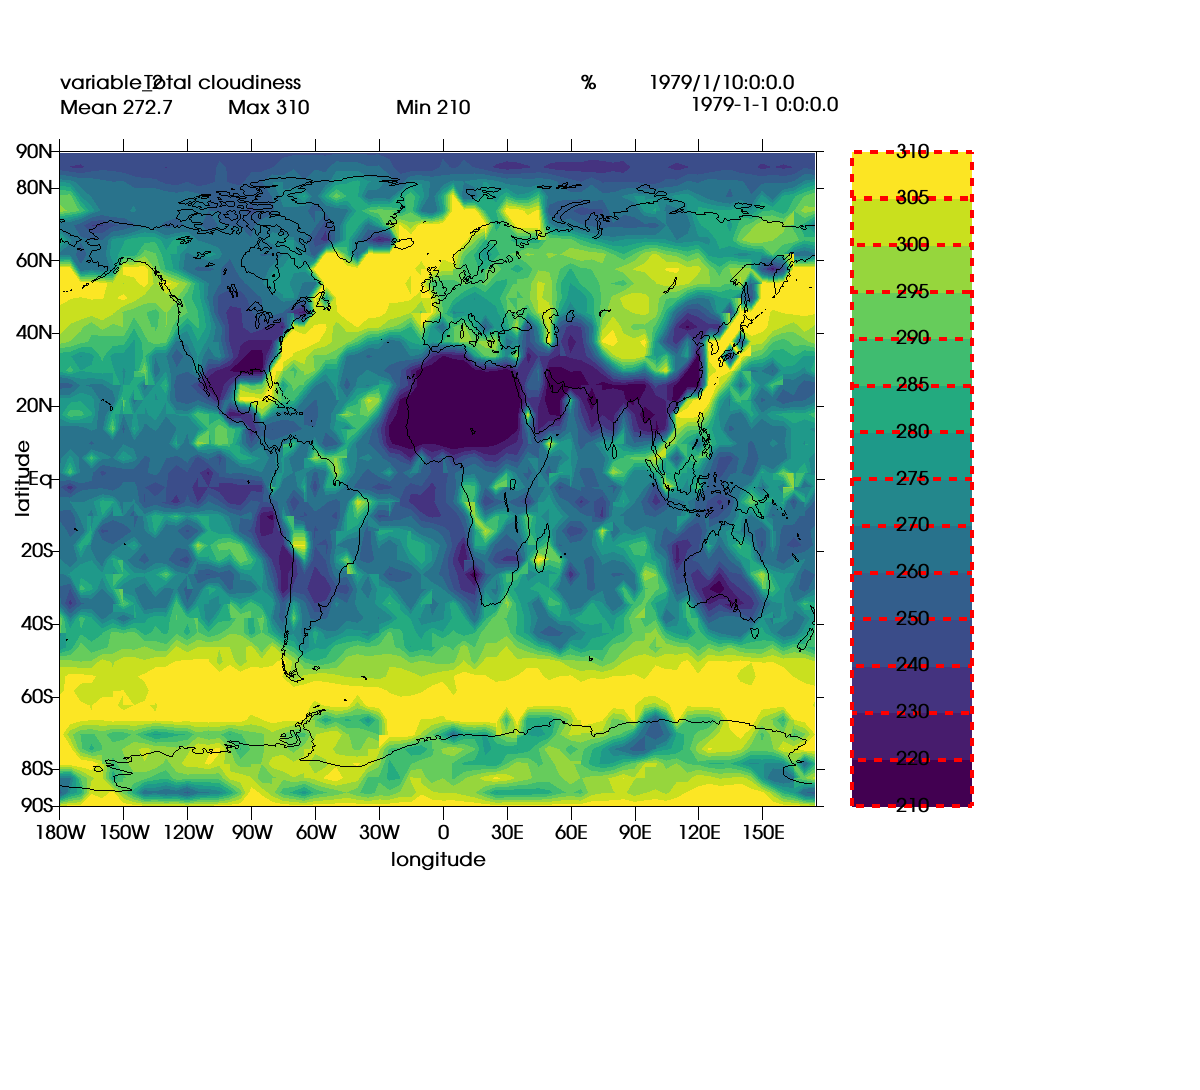 variable_2 Total cloudiness % 1979/1/10:0:0.0
Mean 272.7 Max 310 Min 210 1979-1-1 0:0:0.0
90N
80N
60N
40N
20N
Eq
20S
40S
60S
80S
90S
latitude
180W 150W 120W 90W 60W 30W 0 30E 60E 90E 120E 150E
longitude
310
305
300
295
290
285
280
275
270
260
250
240
230
220
210